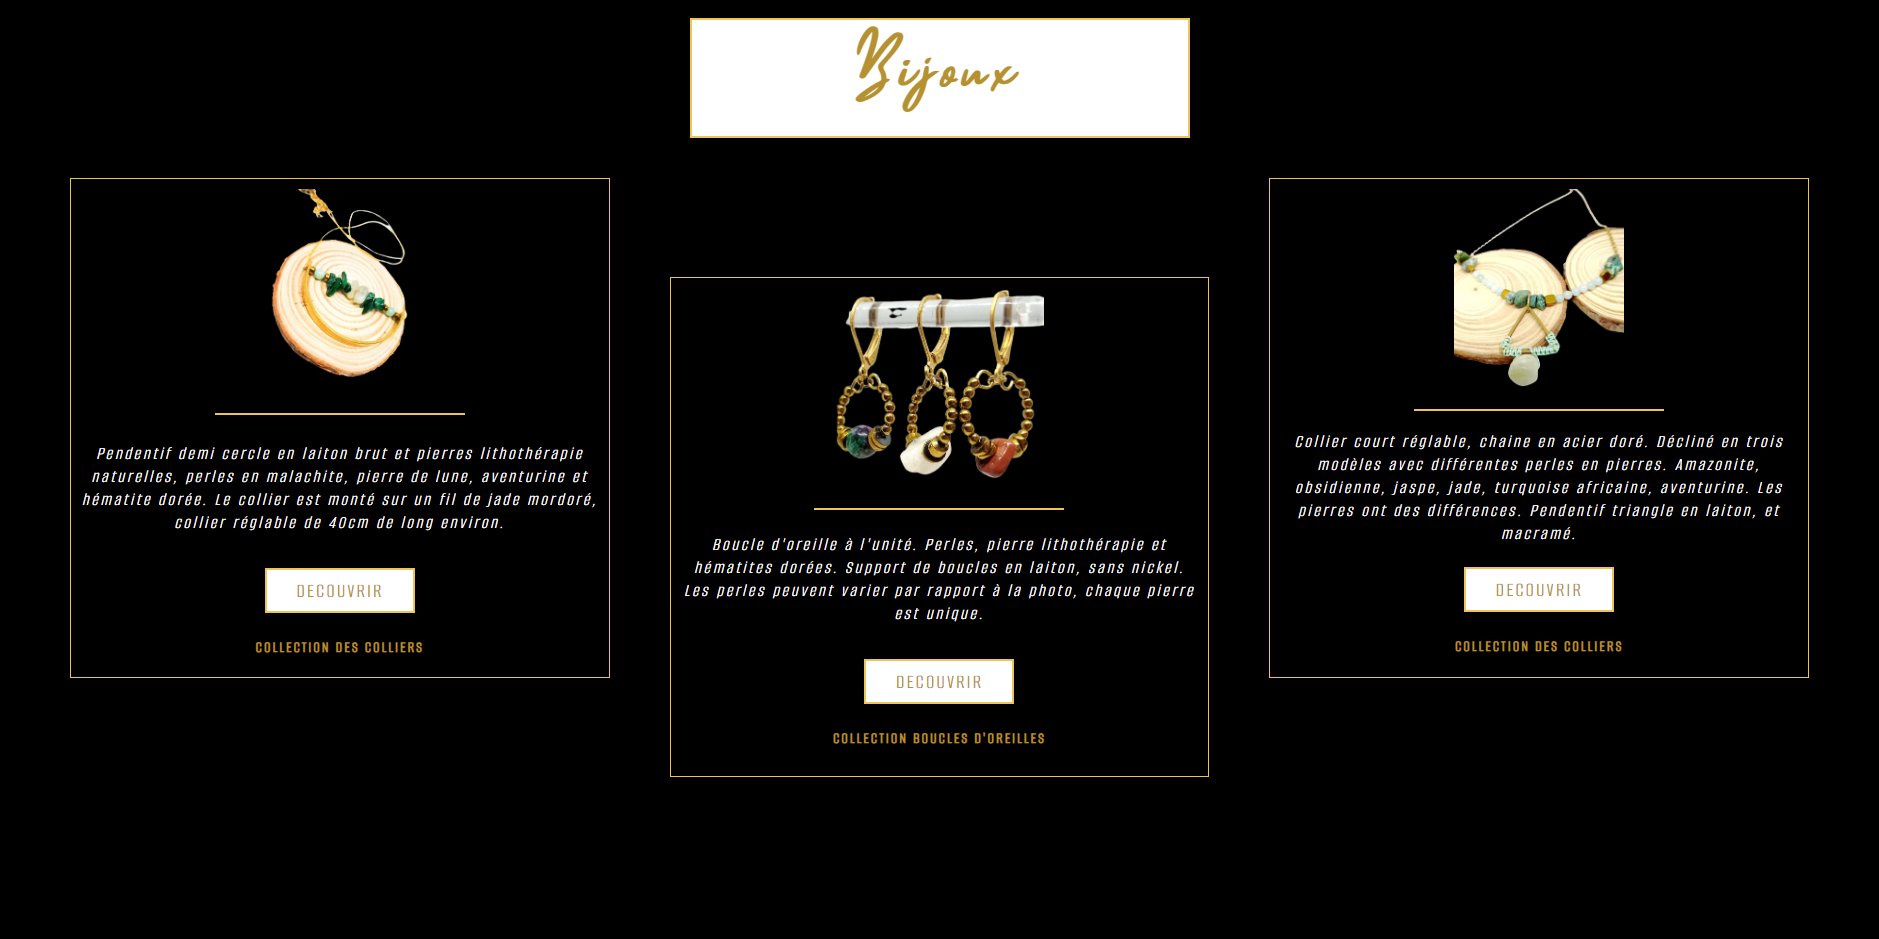 Bijoux
Pendentif demi cercle en laiton brut et pierres lithothérapie
naturelles, perles en malachite, pierre de lune, aventurine et
hématite dorée. Le collier est monté sur un fil de jade mordoré,
collier réglable de 40cm de long environ.
DECOUVRIR
COLLECTION DES COLLIERS
Boucle d'oreille à l'unité. Perles, pierre lithothérapie et
hématites dorées. Support de boucles en laiton, sans nickel.
Les perles peuvent varier par rapport à la photo, chaque pierre
est unique.
DECOUVRIR
COLLECTION BOUCLES D'OREILLES
Collier court réglable, chaine en acier doré. Décliné en trois
modèles avec différentes perles en pierres. Amazonite,
obsidienne, jaspe, jade, turquoise africaine, aventurine. Les
pierres ont des différences. Pendentif triangle en laiton, et
macramé.
DECOUVRIR
COLLECTION DES COLLIERS